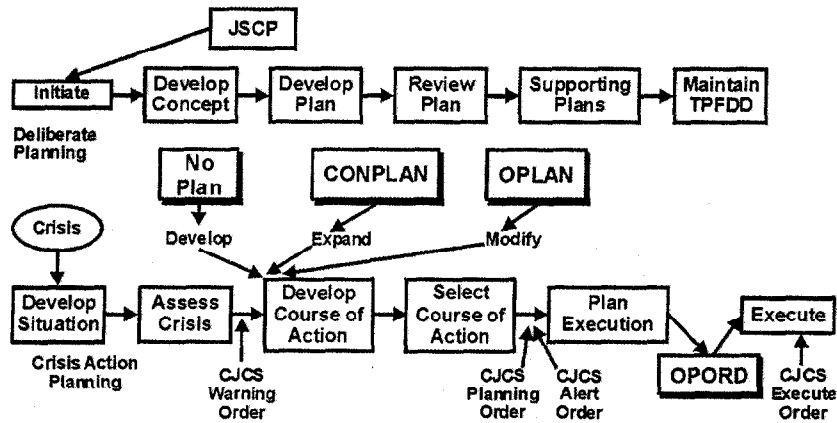 JSCP
Initiate
Develop
Concept
Develop
Plan
Review
Plan
Supporting
Plans
Maintain
TPFDD
Deliberate
Planning
No
Plan
CONPLAN
OPLAN
Crisis
Develop
Expand
Modify
Develop
Situation
Assess
Crisis
Develop
Course of
Action
Select
Course of
Action
Plan
Execution
Execute
Crisis Action
Planning
CJCS
Warning
Order
CJCS
Planning
Order
CJCS
Alert
Order
OPORD
CJCS
Execute
Order